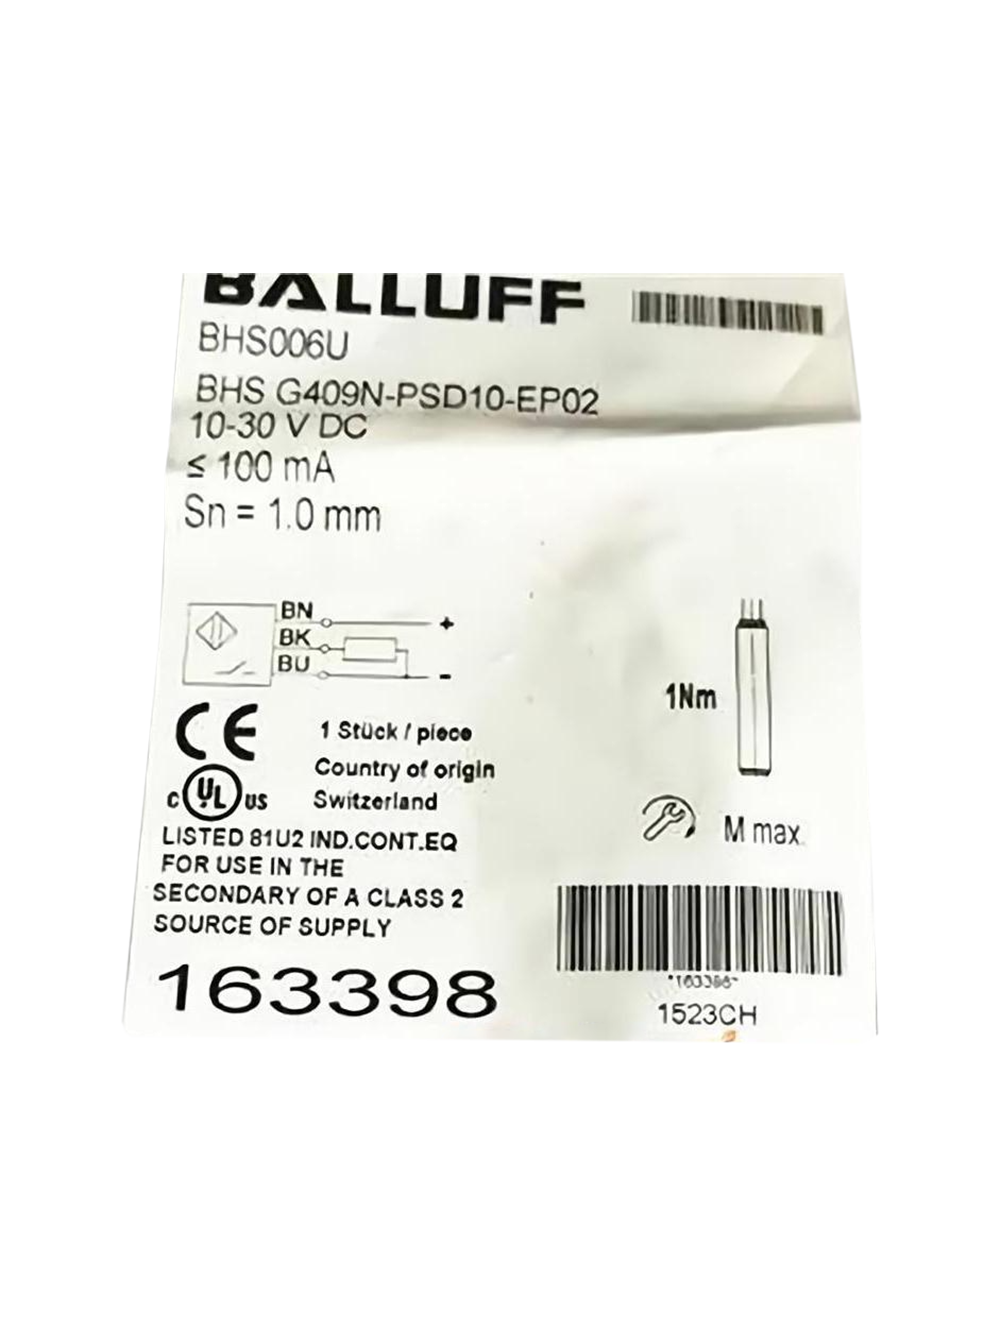 BALLUFF
BHS006U
BHS G409N-PSD10-EP02
10-30 V DC
≤ 100 mA
Sn = 1.0 mm
BN
+
BK
BU
-
1Nm
CE
1 Stück / piece
Country of origin
Switzerland
C UL US
M max.
LISTED 81U2 IND.CONT.EQ
FOR USE IN THE
SECONDARY OF A CLASS 2
SOURCE OF SUPPLY
163398
*163398*
1523CH